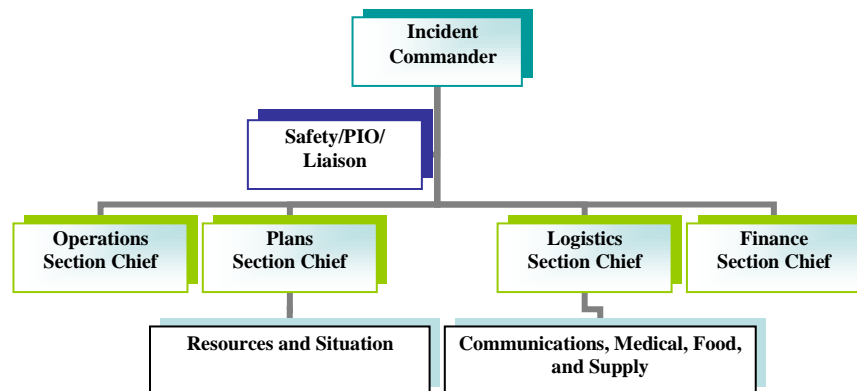 Incident
Commander
Safety/PIO/
Liaison
Operations
Section Chief
Plans
Section Chief
Logistics
Section Chief
Finance
Section Chief
Resources and Situation
Communications, Medical, Food,
and Supply